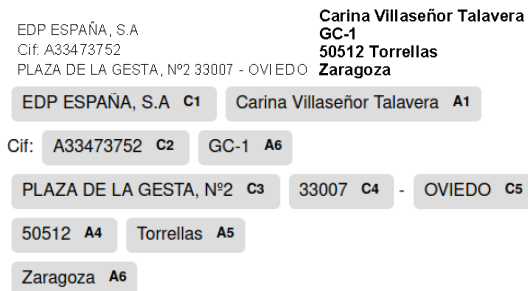 EDP ESPAÑA, S.A
Cif: A33473752
PLAZA DE LA GESTA, Nº2 33007 - OVIEDO
Carina Villaseñor Talavera
GC-1
50512 Torrellas
Zaragoza
EDP ESPAÑA, S.A C1 Carina Villaseñor Talavera A1
Cif: A33473752 C2 GC-1 A6
PLAZA DE LA GESTA, Nº2 C3 33007 C4 - OVIEDO C5
50512 A4 Torrellas A5
Zaragoza A6